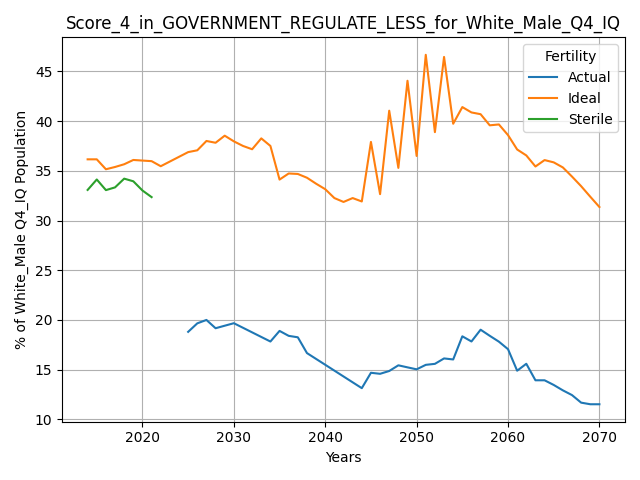 Score_4_in_GOVERNMENT_REGULATE_LESS_for_White_Male_Q4_IQ
Fertility
Actual
Ideal
Sterile
% of White_Male Q4_IQ Population
45
40
35
30
25
20
15
10
2020 2030 2040 2050 2060 2070
Years